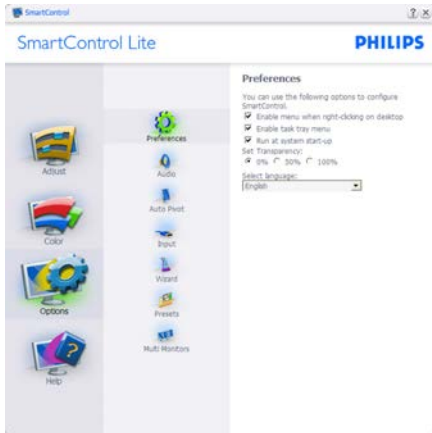 SmartControl
SmartControl Lite
PHILIPS
Adjust
Color
Options
Help
Preferences
Audio
Auto Pivot
Input
Wizard
Presets
Multi Monitors
Preferences
You can use the following options to configure
SmartControl.
Enable menu when right-clicking on desktop
Enable task tray menu
Run at system start-up
Set Transparency:
0% 50% 100%
Select language:
English